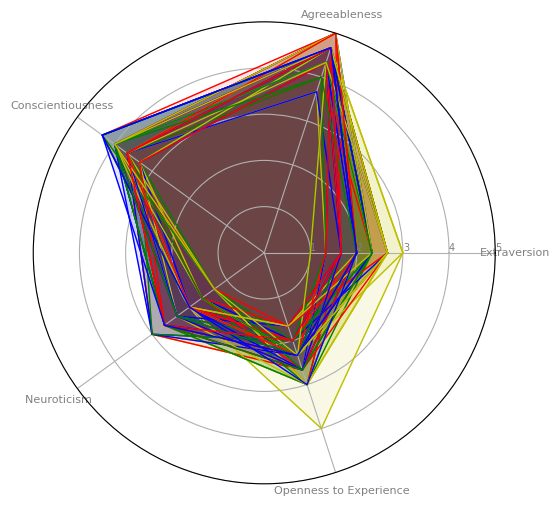 Agreeableness
Conscientiousness
1
3
4
5
Extraversion
Neuroticism
Openness to Experience